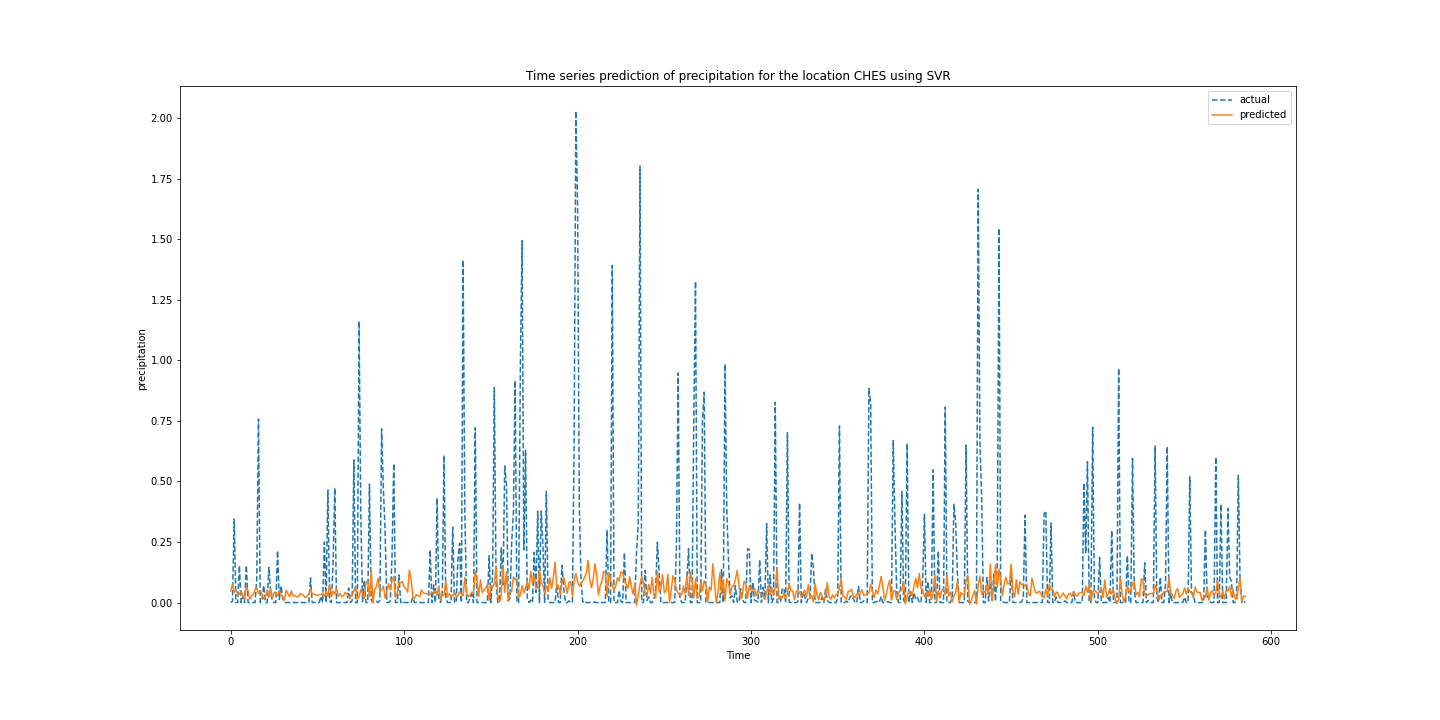 Time series prediction of precipitation for the location CHES using SVR
actual
predicted
2.00
1.75
1.50
1.25
1.00
0.75
0.50
0.25
0.00
precipitation
0 100 200 300 400 500 600
Time